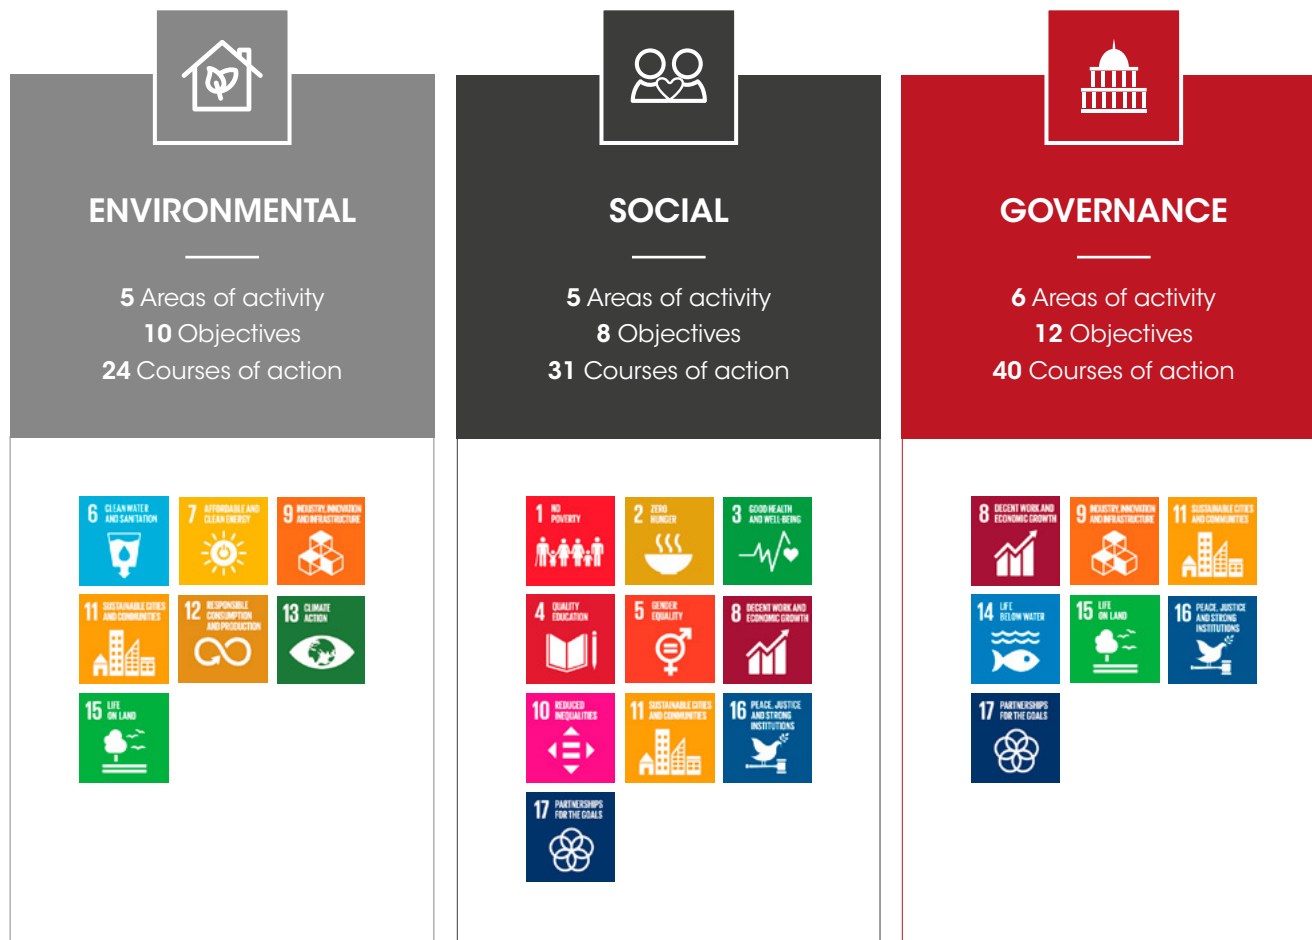 ENVIRONMENTAL
5 Areas of activity
10 Objectives
24 Courses of action
6 CLEAN WATER
AND SANITATION
7 AFFORDABLE AND
CLEAN ENERGY
9 INDUSTRY, INNOVATION
AND INFRASTRUCTURE
11 SUSTAINABLE CITIES
AND COMMUNITIES
12 RESPONSIBLE
CONSUMPTION
AND PRODUCTION
13 CLIMATE
ACTION
15 LIFE
ON LAND
SOCIAL
5 Areas of activity
8 Objectives
31 Courses of action
1 NO
POVERTY
2 ZERO
HUNGER
3 GOOD HEALTH
AND WELL-BEING
4 QUALITY
EDUCATION
5 GENDER
EQUALITY
8 DECENT WORK AND
ECONOMIC GROWTH
10 REDUCED
INEQUALITIES
11 SUSTAINABLE CITIES
AND COMMUNITIES
16 PEACE, JUSTICE
AND STRONG
INSTITUTIONS
17 PARTNERSHIPS
FOR THE GOALS
GOVERNANCE
6 Areas of activity
12 Objectives
40 Courses of action
8 DECENT WORK AND
ECONOMIC GROWTH
9 INDUSTRY, INNOVATION
AND INFRASTRUCTURE
11 SUSTAINABLE CITIES
AND COMMUNITIES
14 LIFE
BELOW WATER
15 LIFE
ON LAND
16 PEACE, JUSTICE
AND STRONG
INSTITUTIONS
17 PARTNERSHIPS
FOR THE GOALS